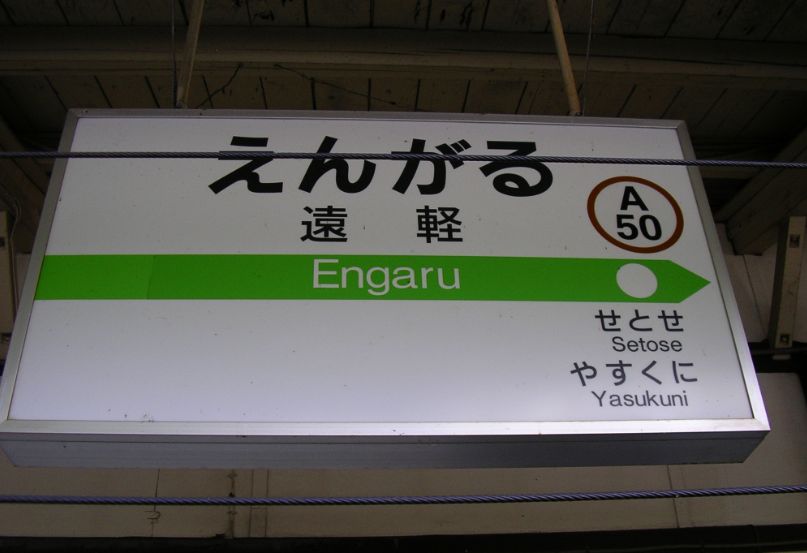 えんがる
遠 軽
A
50
Engaru
せとせ
Setose
やすくに
Yasukuni